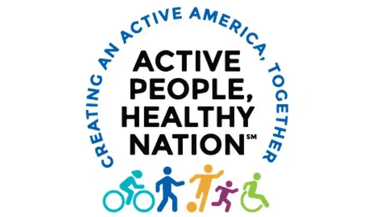 CREATING AN ACTIVE AMERICA, TOGETHER
ACTIVE
PEOPLE,
HEALTHY
NATION℠